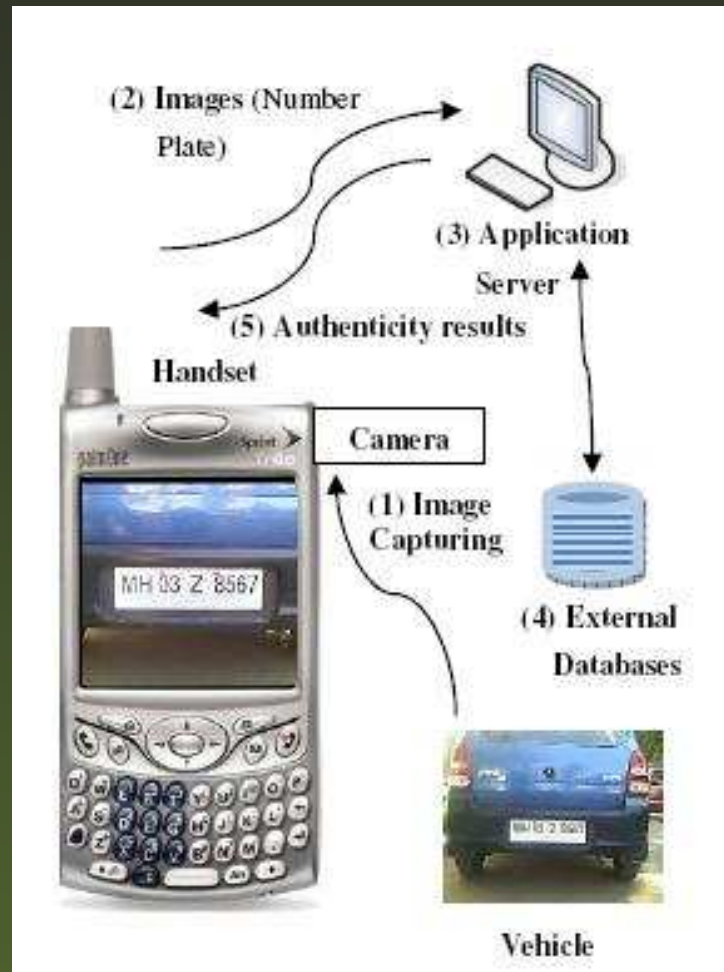 (2) Images (Number
Plate)
(3) Application
Server
(5) Authenticity results
Handset
Sprint
palmOne
Camera
(1) Image
Capturing
MH 03 Z 8567
(4) External
Databases
Vehicle